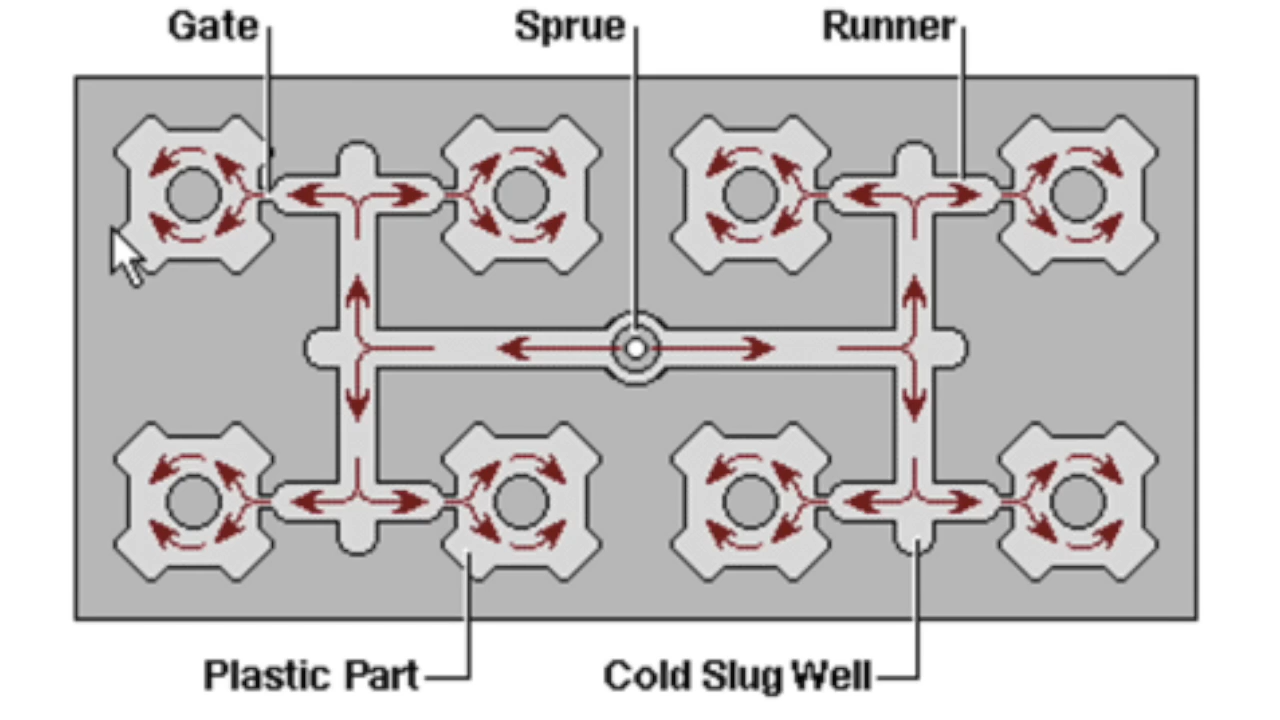 Gate
Sprue
Runner
Plastic Part
Cold Slug Well